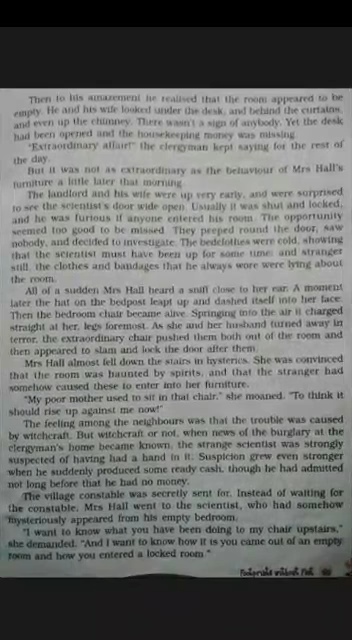 Then to his amazement he realised that the room appeared to be
empty. He and his wife looked under the desk, and behind the curtains,
and even up the chimney. There wasn't a sign of anybody. Yet the desk
had been opened and the housekeeping money was missing.
"Extraordinary affair!" the clergyman kept saying for the rest of
the day.
But it was not as extraordinary as the behaviour of Mrs Hall's
furniture a little later that morning.
The landlord and his wife were up very early, and were surprised
to see the scientist's door wide open. Usually it was shut and locked,
and he was furious if anyone entered his room. The opportunity
seemed too good to be missed. They peeped round the door, saw
nobody, and decided to investigate. The bedclothes were cold, showing
that the scientist must have been up for some time; and stranger
still, the clothes and bandages that he always wore were lying about
the room.
All of a sudden Mrs Hall heard a sniff close to her ear. A moment
later the hat on the bedpost leapt up and dashed itself into her face.
Then the bedroom chair became alive. Springing into the air it charged
straight at her, legs foremost. As she and her husband turned away in
terror, the extraordinary chair pushed them both out of the room and
then appeared to slam and lock the door after them.
Mrs Hall almost fell down the stairs in hysterics. She was convinced
that the room was haunted by spirits, and that the stranger had
somehow caused these to enter into her furniture.
"My poor mother used to sit in that chair," she moaned. "To think it
should rise up against me now!"
The feeling among the neighbours was that the trouble was caused
by witchcraft. But witchcraft or not, when news of the burglary at the
clergyman's home became known, the strange scientist was strongly
suspected of having had a hand in it. Suspicion grew even stronger
when he suddenly produced some ready cash, though he had admitted
not long before that he had no money.
The village constable was secretly sent for. Instead of waiting for
the constable, Mrs Hall went to the scientist, who had somehow
mysteriously appeared from his empty bedroom.
"I want to know what you have been doing to my chair upstairs,"
she demanded. "And I want to know how it is you came out of an empty
room and how you entered a locked room."